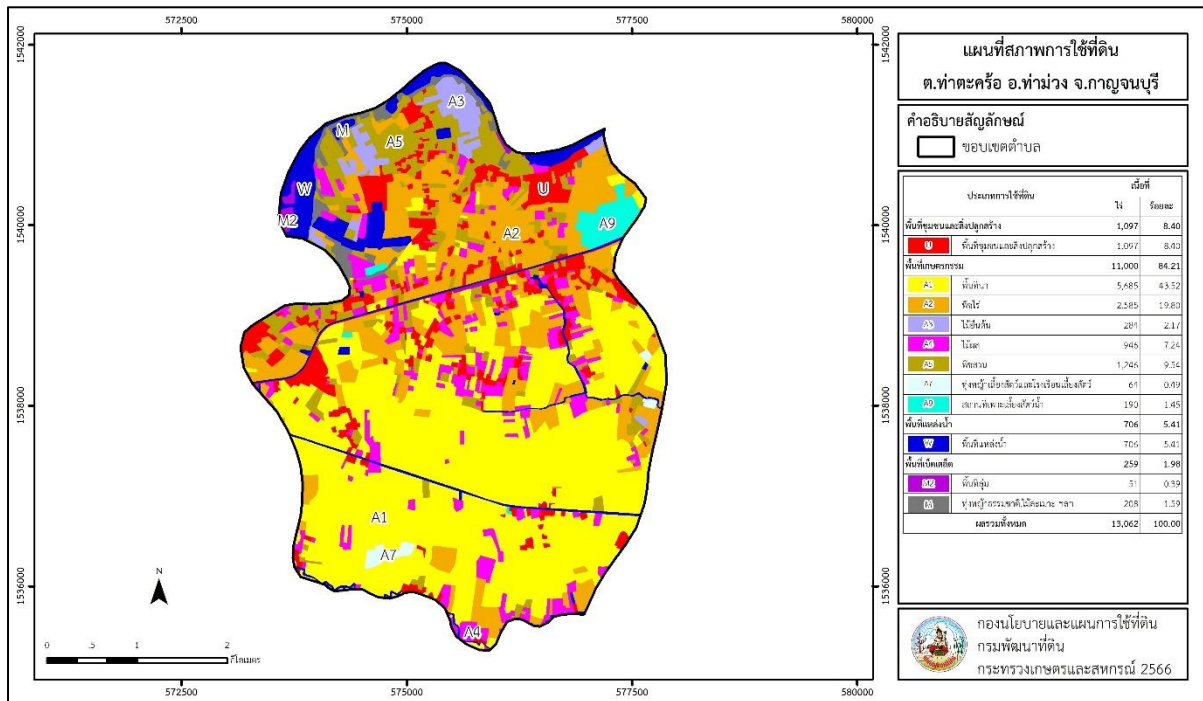 572500 575000 577500 580000
1542000
1540000
1538000
1536000
A3
M
A5
W
U
M2
A2
A9
A1
A7
A4
N
0 .5 1 2
กิโลเมตร
572500 575000 577500 580000
แผนที่สภาพการใช้ที่ดิน
ต.ท่าตะคร้อ อ.ท่าม่วง จ.กาญจนบุรี
คำอธิบายสัญลักษณ์
ขอบเขตตำบล
ประเภทการใช้ที่ดิน เนื้อที่
ไร่ ร้อยละ
พื้นที่ชุมชนและสิ่งปลูกสร้าง 1,097 8.40
U พื้นที่ชุมชนและสิ่งปลูกสร้าง 1,097 8.40
พื้นที่เกษตรกรรม 11,000 84.21
A1 พื้นที่นา 5,685 43.52
A2 พืชไร่ 2,585 19.80
A3 ไม้ยืนต้น 284 2.17
A4 ไม้ผล 946 7.24
A5 พืชสวน 1,246 9.54
A7 ทุ่งหญ้าเลี้ยงสัตว์และโรงเรือนเลี้ยงสัตว์ 64 0.49
A9 สถานที่เพาะเลี้ยงสัตว์น้ำ 190 1.45
พื้นที่แหล่งน้ำ 706 5.41
W พื้นที่แหล่งน้ำ 706 5.41
พื้นที่เบ็ดเตล็ด 259 1.98
M2 พื้นที่ลุ่ม 51 0.39
M ทุ่งหญ้าธรรมชาติ,ไม้ละเมาะ ฯลฯ 208 1.59
ผลรวมทั้งหมด 13,062 100.00
กองนโยบายและแผนการใช้ที่ดิน
กรมพัฒนาที่ดิน
กระทรวงเกษตรและสหกรณ์ 2566